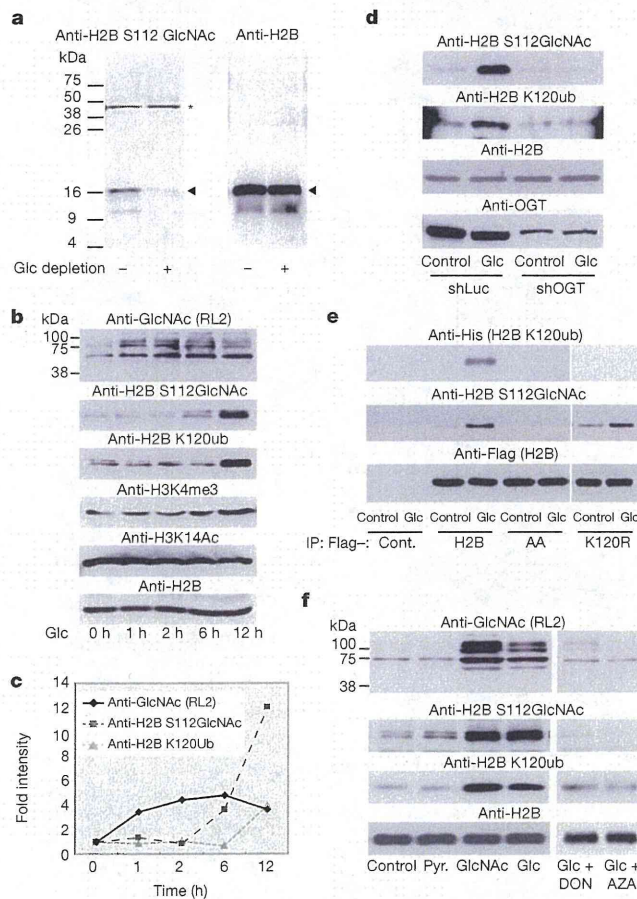 a
Anti-H2B S112 GlcNAc Anti-H2B
kDa
75
50
38
26
*
16
9
4
Glc depletion – + – +
b
kDa Anti-GlcNAc (RL2)
100
75
38
Anti-H2B S112GlcNAc
Anti-H2B K120ub
Anti-H3K4me3
Anti-H3K14Ac
Anti-H2B
Glc 0 h 1 h 2 h 6 h 12 h
c
14
12
10
8
6
4
2
0
Fold intensity
Anti-GlcNAc (RL2)
Anti-H2B S112GlcNAc
Anti-H2B K120Ub
0 1 2 6 12
Time (h)
d
Anti-H2B S112GlcNAc
Anti-H2B K120ub
Anti-H2B
Anti-OGT
Control Glc Control Glc
shLuc shOGT
e
Anti-His (H2B K120ub)
Anti-H2B S112GlcNAc
Anti-Flag (H2B)
Control Glc Control Glc Control Glc Control Glc
IP: Flag–: Cont. H2B AA K120R
f
Anti-GlcNAc (RL2)
kDa
100
75
38
Anti-H2B S112GlcNAc
Anti-H2B K120ub
Anti-H2B
Control Pyr. GlcNAc Glc Glc + DON Glc + AZA